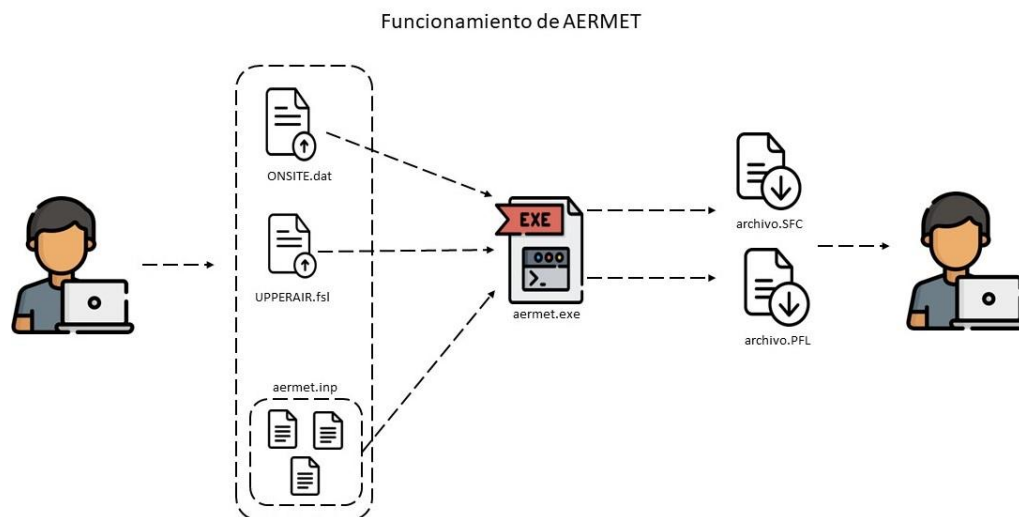 Funcionamiento de AERMET
ONSITE.dat
UPPERAIR.fsl
aermet.inp
EXE
>_
aermet.exe
archivo.SFC
archivo.PFL